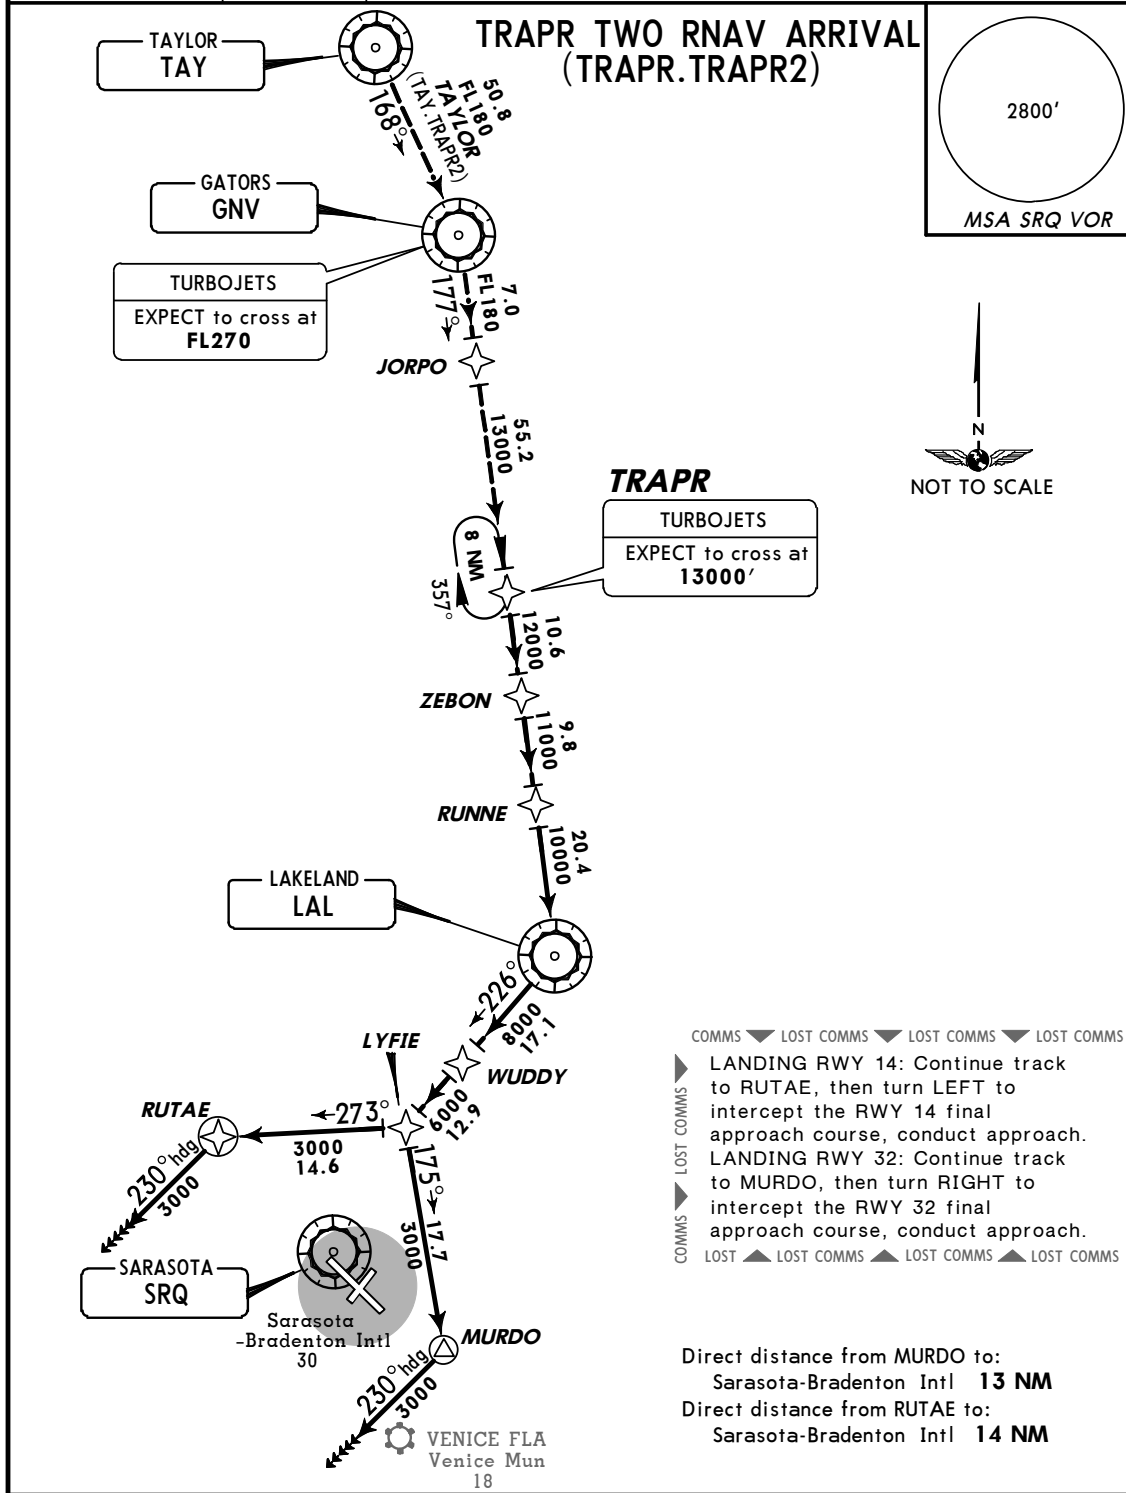 TRAPR TWO RNAV ARRIVAL
(TRAPR.TRAPR2)
2800'
MSA SRQ VOR
TAYLOR
TAY
50.8
FL180
TAYLOR
(TAY.TRAPR2)
168°
GATORS
GNV
TURBOJETS
EXPECT to cross at
FL270
7.0
FL180
177°
JORPO
N
NOT TO SCALE
55.2
13000
TRAPR
TURBOJETS
EXPECT to cross at
13000'
8 NM
357°
10.6
12000
ZEBON
9.8
11000
RUNNE
20.4
10000
LAKELAND
LAL
226°
8000
17.1
LYFIE
WUDDY
6000
12.9
RUTAE
273°
3000
14.6
230° hdg
3000
175°
17.7
3000
SARASOTA
SRQ
Sarasota
-Bradenton Intl
30
MURDO
230° hdg
3000
VENICE FLA
Venice Mun
18
COMMS LOST COMMS LOST COMMS LOST COMMS
LOST COMMS
COMMS
LANDING RWY 14: Continue track
to RUTAE, then turn LEFT to
intercept the RWY 14 final
approach course, conduct approach.
LANDING RWY 32: Continue track
to MURDO, then turn RIGHT to
intercept the RWY 32 final
approach course, conduct approach.
LOST LOST COMMS LOST COMMS LOST COMMS
Direct distance from MURDO to:
Sarasota-Bradenton Intl 13 NM
Direct distance from RUTAE to:
Sarasota-Bradenton Intl 14 NM